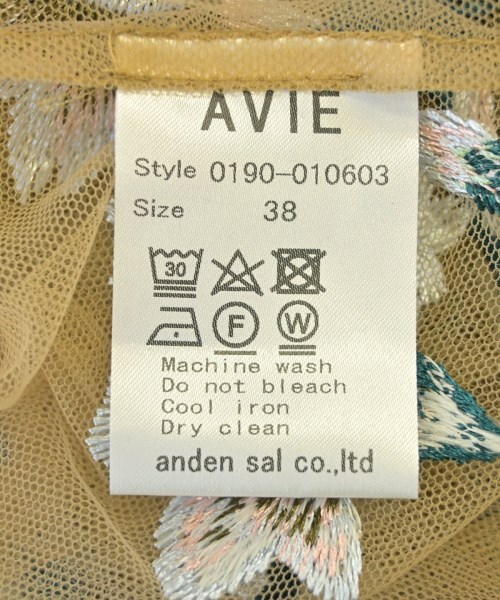 AVIE
Style 0190-010603
Size 38
30
F W
Machine wash
Do not bleach
Cool iron
Dry clean
anden sal co.,ltd